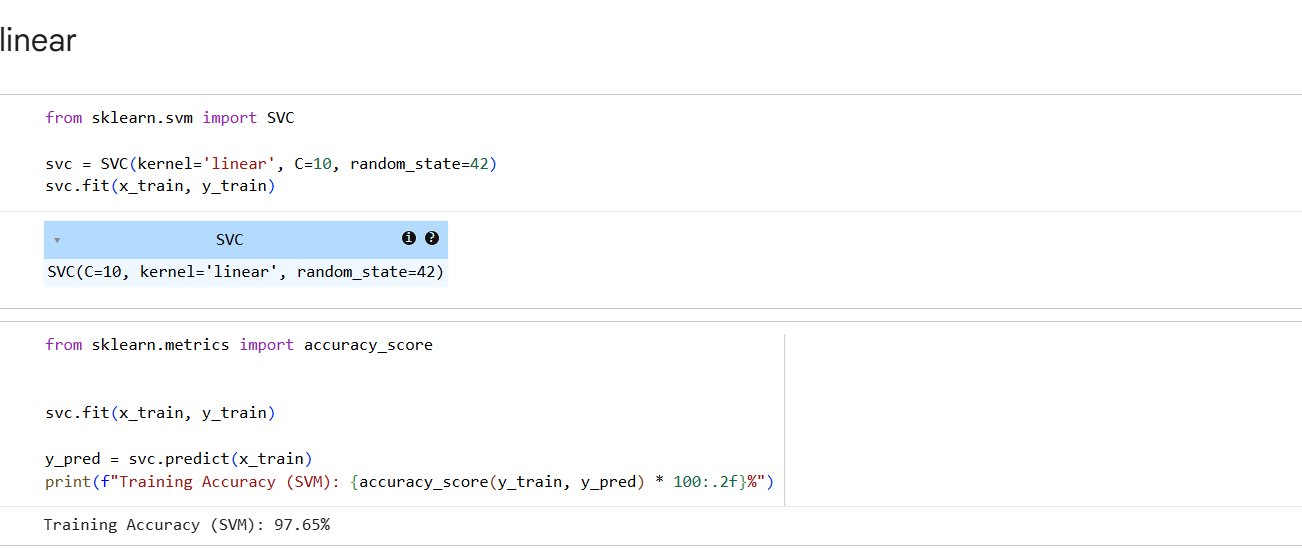 linear
from sklearn.svm import SVC
svc = SVC(kernel='linear', C=10, random_state=42)
svc.fit(x_train, y_train)
SVC
SVC(C=10, kernel='linear', random_state=42)
from sklearn.metrics import accuracy_score
svc.fit(x_train, y_train)
y_pred = svc.predict(x_train)
print(f"Training Accuracy (SVM): {accuracy_score(y_train, y_pred) * 100:.2f}%")
Training Accuracy (SVM): 97.65%